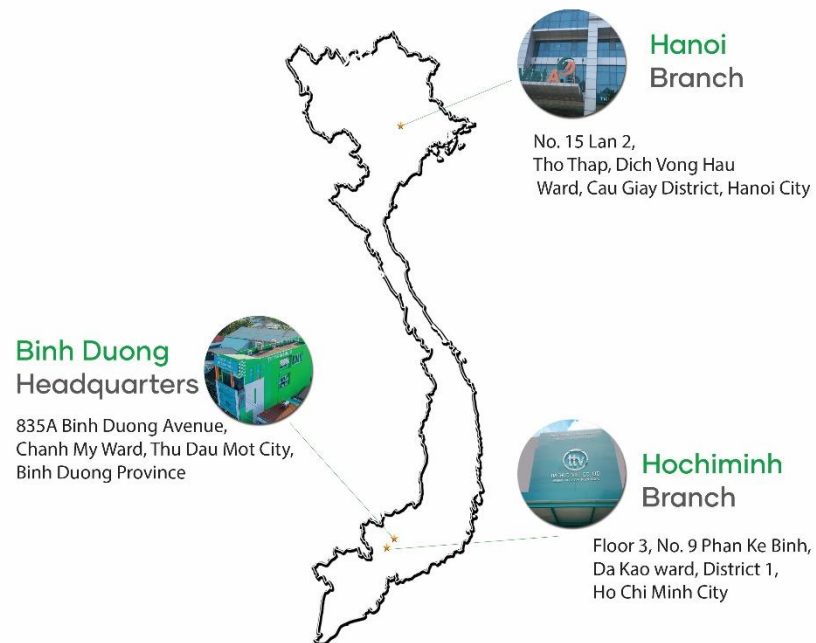 Hanoi
Branch
No. 15 Lan 2,
Tho Thap, Dich Vong Hau
Ward, Cau Giay District, Hanoi City
Binh Duong
Headquarters
835A Binh Duong Avenue,
Chanh My Ward, Thu Dau Mot City,
Binh Duong Province
ttv
Hochiminh
Branch
Floor 3, No. 9 Phan Ke Binh,
Da Kao ward, District 1,
Ho Chi Minh City